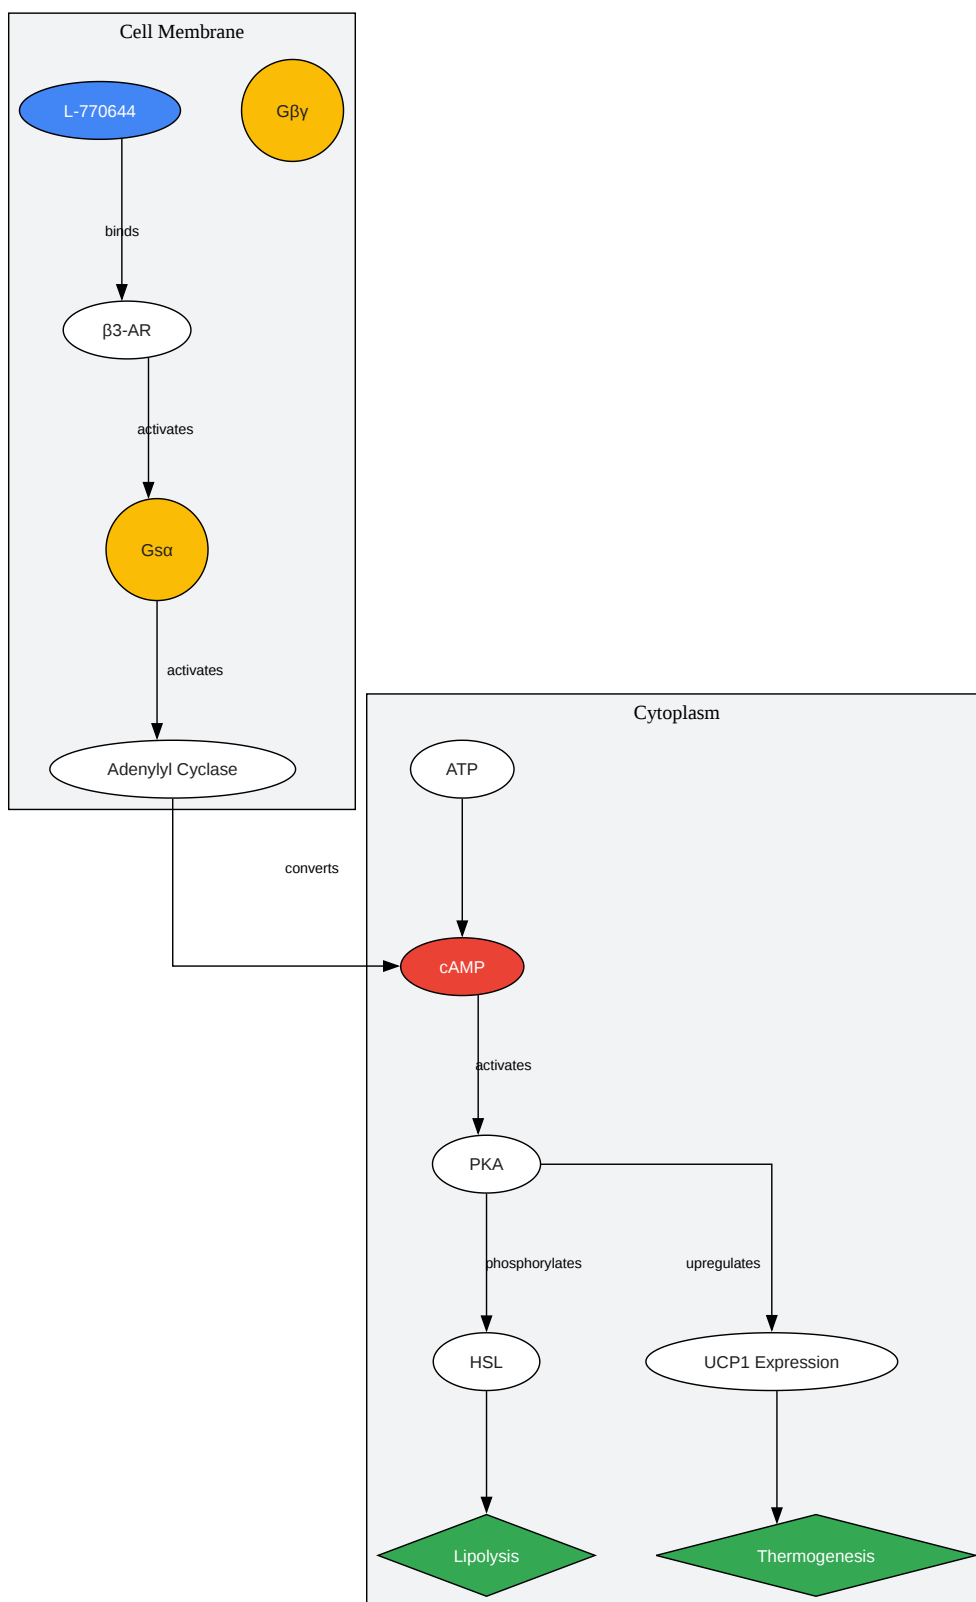 Cell Membrane
L-770644
Gβγ
binds
β3-AR
activates
Gsα
activates
Adenylyl Cyclase
Cytoplasm
ATP
converts
cAMP
activates
PKA
phosphorylates
upregulates
HSL
UCP1 Expression
Lipolysis
Thermogenesis